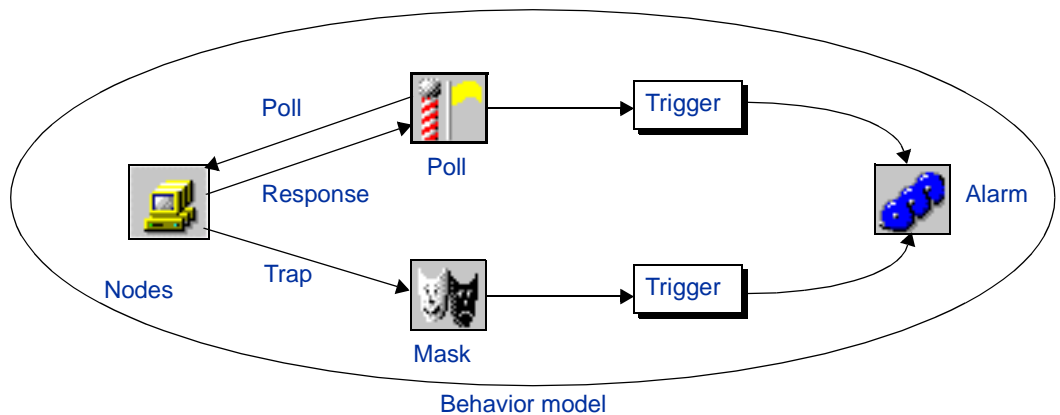 Poll
Trigger
Poll
Response
Alarm
Trap
Trigger
Nodes
Mask
Behavior model